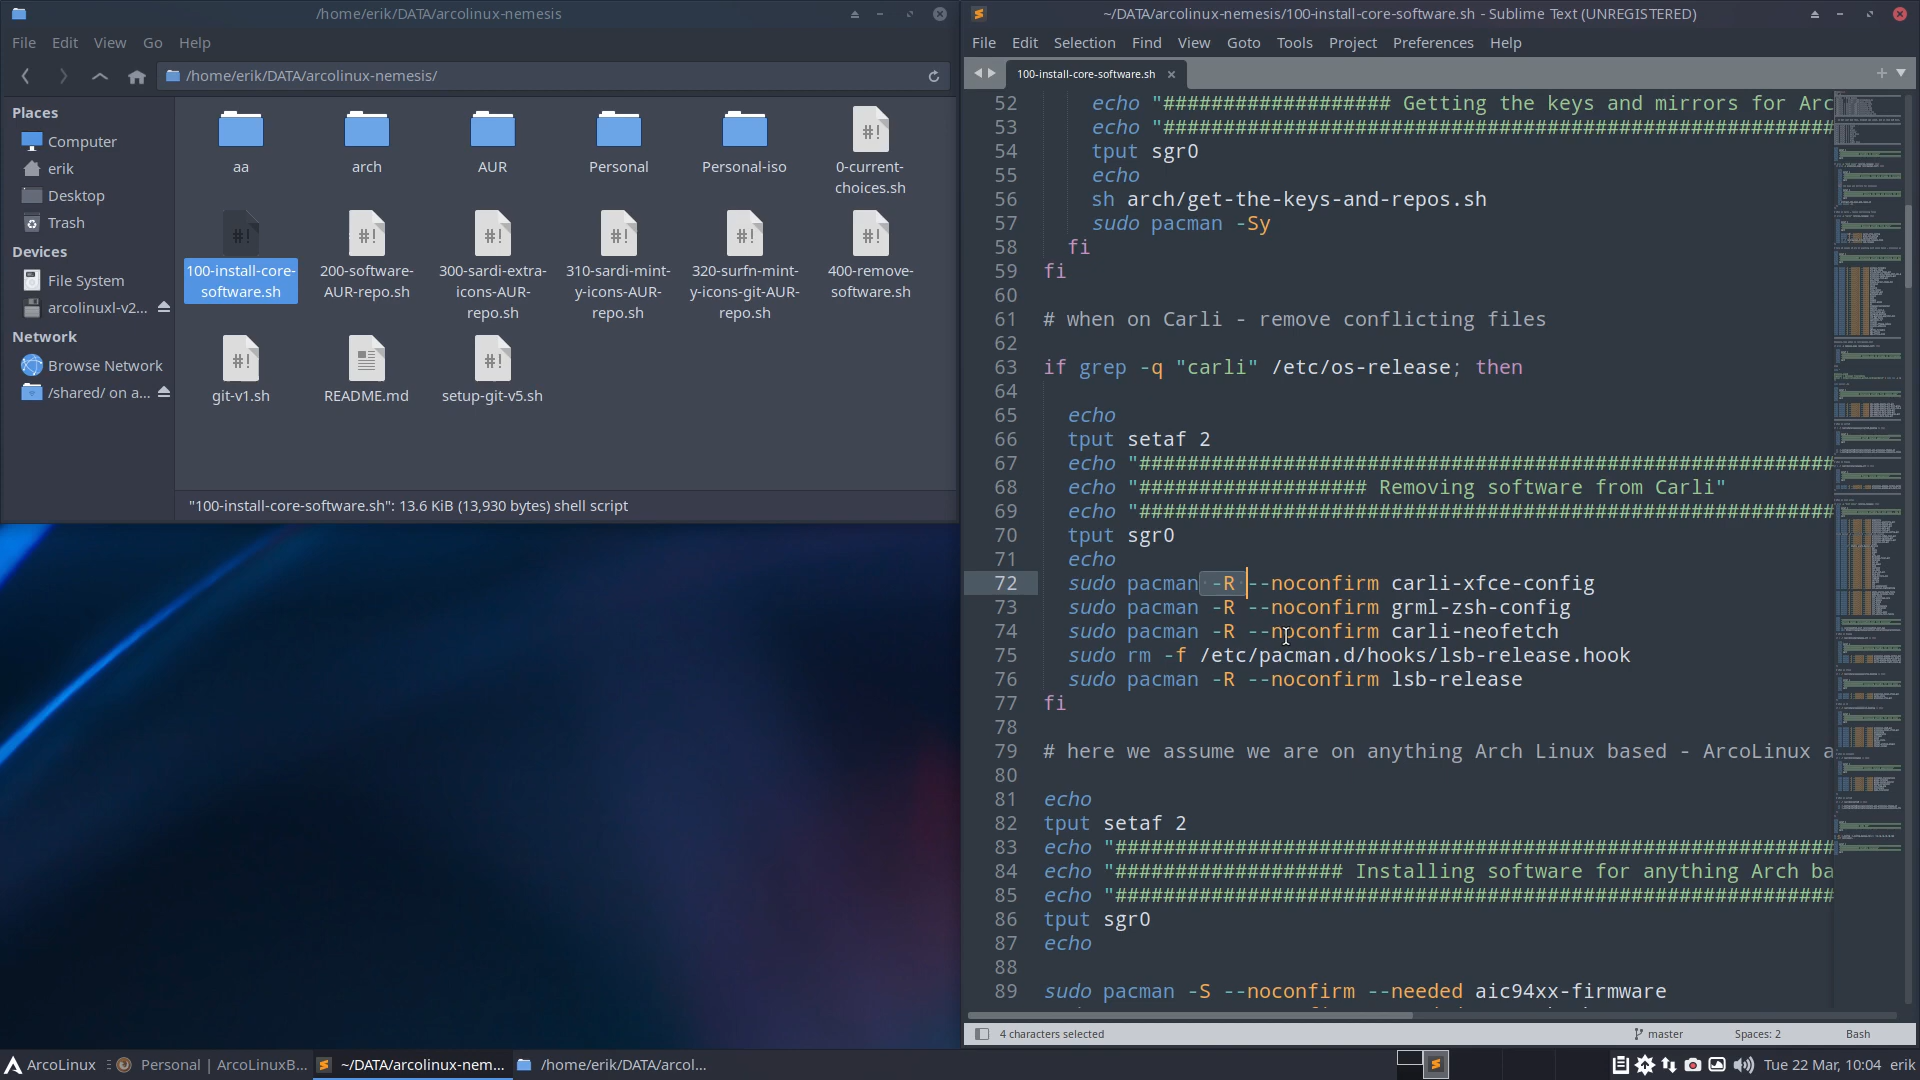 /home/erik/DATA/arcolinux-nemesis
File Edit View Go Help
/home/erik/DATA/arcolinux-nemesis/
Places
Computer
erik
Desktop
Trash
Devices
File System
arcolinuxl-v2...
Network
Browse Network
/shared/ on a...
aa
arch
AUR
Personal
Personal-iso
0-current-
choices.sh
100-install-core-
software.sh
200-software-
AUR-repo.sh
300-sardi-extra-
icons-AUR-
repo.sh
310-sardi-mint-
y-icons-AUR-
repo.sh
320-surfn-mint-
y-icons-git-AUR-
repo.sh
400-remove-
software.sh
git-v1.sh
README.md
setup-git-v5.sh
"100-install-core-software.sh": 13.6 KiB (13,930 bytes) shell script
~/DATA/arcolinux-nemesis/100-install-core-software.sh - Sublime Text (UNREGISTERED)
File Edit Selection Find View Goto Tools Project Preferences Help
100-install-core-software.sh
52 echo "################### Getting the keys and mirrors for Arc
53 echo "########################################################
54 tput sgr0
55 echo
56 sh arch/get-the-keys-and-repos.sh
57 sudo pacman -Sy
58 fi
59 fi
60
61 # when on Carli - remove conflicting files
62
63 if grep -q "carli" /etc/os-release; then
64
65 echo
66 tput setaf 2
67 echo "##########################################################
68 echo "################### Removing software from Carli"
69 echo "##########################################################
70 tput sgr0
71 echo
72 sudo pacman -R --noconfirm carli-xfce-config
73 sudo pacman -R --noconfirm grml-zsh-config
74 sudo pacman -R --noconfirm carli-neofetch
75 sudo rm -f /etc/pacman.d/hooks/lsb-release.hook
76 sudo pacman -R --noconfirm lsb-release
77 fi
78
79 # here we assume we are on anything Arch Linux based - ArcoLinux a
80
81 echo
82 tput setaf 2
83 echo "############################################################
84 echo "################### Installing software for anything Arch ba
85 echo "############################################################
86 tput sgr0
87 echo
88
89 sudo pacman -S --noconfirm --needed aic94xx-firmware
4 characters selected
master
Spaces: 2
Bash
ArcoLinux
Personal | ArcoLinuxB...
~/DATA/arcolinux-nem...
/home/erik/DATA/arcol...
Tue 22 Mar, 10:04
erik